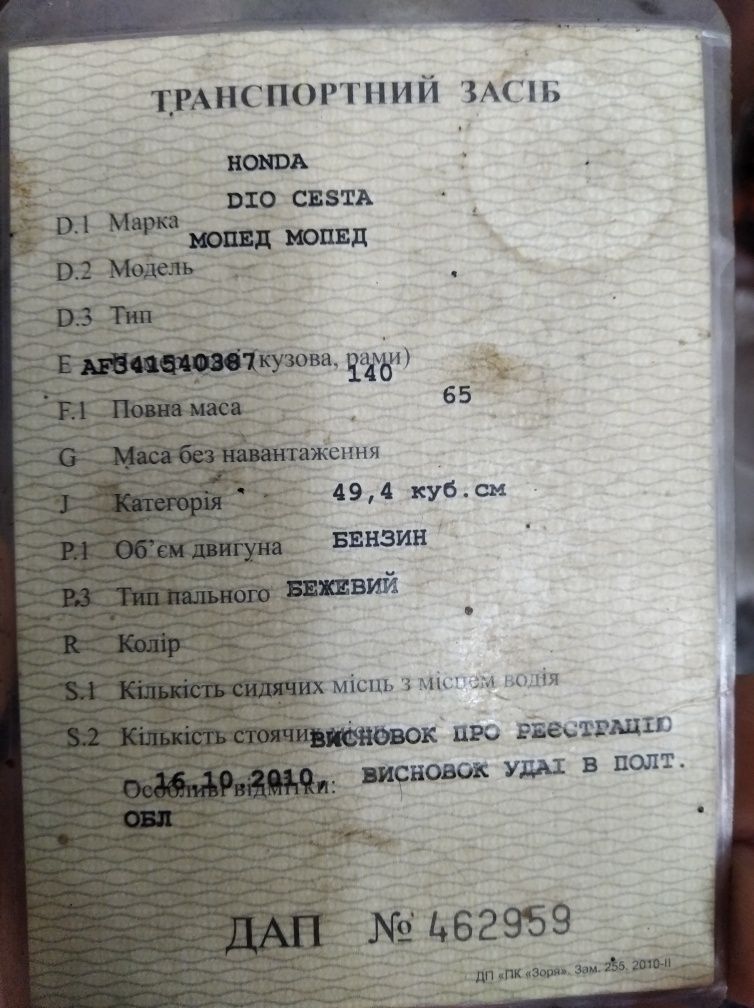 ТРАНСПОРТНИЙ ЗАСІБ
HONDA
DIO CESTA
D.1 Марка
МОПЕД МОПЕД
D.2 Модель
D.3 Тип
E AF341540387 (кузова, рами)
140
F.1 Повна маса
65
G Маса без навантаження
J Категорія
49,4 куб.см
P.1 Об'єм двигуна
БЕНЗИН
P.3 Тип пального
БЕЖЕВИЙ
R Колір
S.1 Кількість сидячих місць з місцем водія
S.2 Кількість стоячих
ВИСНОВОК ПРО РЕЄСТРАЦІЮ
- 16.10.2010, ВИСНОВОК УДАІ В ПОЛТ.
Особливі відмітки:
ОБЛ
ДАП № 462959
ДП «ПК «Зоря». Зам. 255. 2010-II